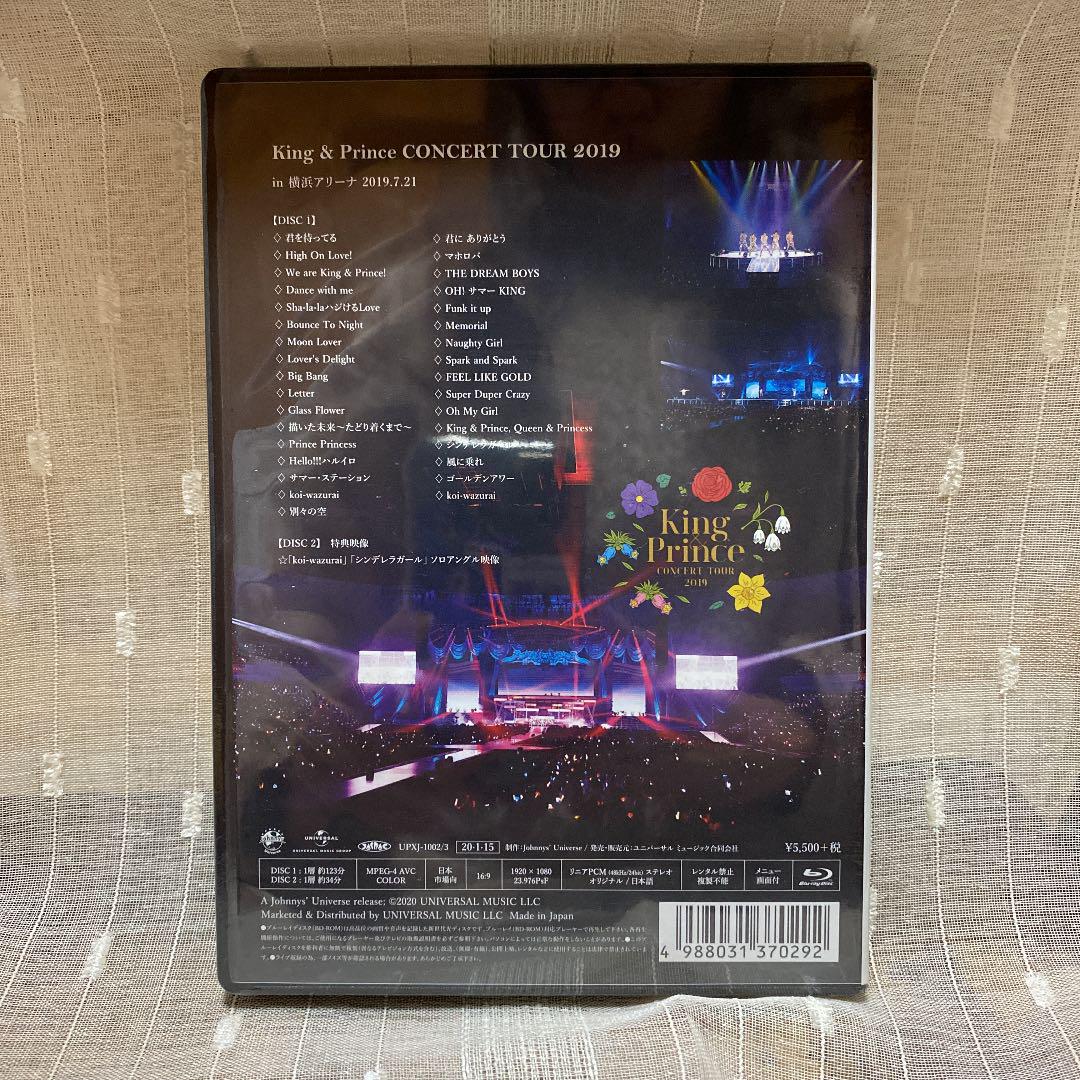 King & Prince CONCERT TOUR 2019
in 横浜アリーナ 2019.7.21
【DISC 1】
◇ 君を待ってる
◇ High On Love!
◇ We are King & Prince!
◇ Dance with me
◇ Sha-la-laハジけるLove
◇ Bounce To Night
◇ Moon Lover
◇ Lover's Delight
◇ Big Bang
◇ Letter
◇ Glass Flower
◇ 描いた未来～たどり着くまで～
◇ Prince Princess
◇ Hello!!!ハルイロ
◇ サマー・ステーション
◇ koi-wazurai
◇ 別々の空
◇ 君に ありがとう
◇ マホロバ
◇ THE DREAM BOYS
◇ OH! サマー KING
◇ Funk it up
◇ Memorial
◇ Naughty Girl
◇ Spark and Spark
◇ FEEL LIKE GOLD
◇ Super Duper Crazy
◇ Oh My Girl
◇ King & Prince, Queen & Princess
◇ シンデレラガール
◇ 風に乗れ
◇ ゴールデンアワー
◇ koi-wazurai
【DISC 2】 特典映像
☆「koi-wazurai」「シンデレラガール」ソロアングル映像
King
Prince
CONCERT TOUR
2019
UNIVERSAL
UNIVERSAL MUSIC GROUP
UPXJ-1002/3 20・1・15 制作:Johnnys' Universe / 発売・販売元:ユニバーサル ミュージック合同会社
¥5,500+税
DISC 1 : 1層 約123分
DISC 2 : 1層 約34分
MPEG-4 AVC
COLOR
日本
市場向
16:9
1920 × 1080
23.976PsF
リニアPCM (48kHz/24bit) ステレオ
オリジナル / 日本語
レンタル禁止
複製不能
メニュー
画面付
Blu-ray Disc
A Johnnys' Universe release; ©2020 UNIVERSAL MUSIC LLC
Marketed & Distributed by UNIVERSAL MUSIC LLC Made in Japan
4 988031 370292